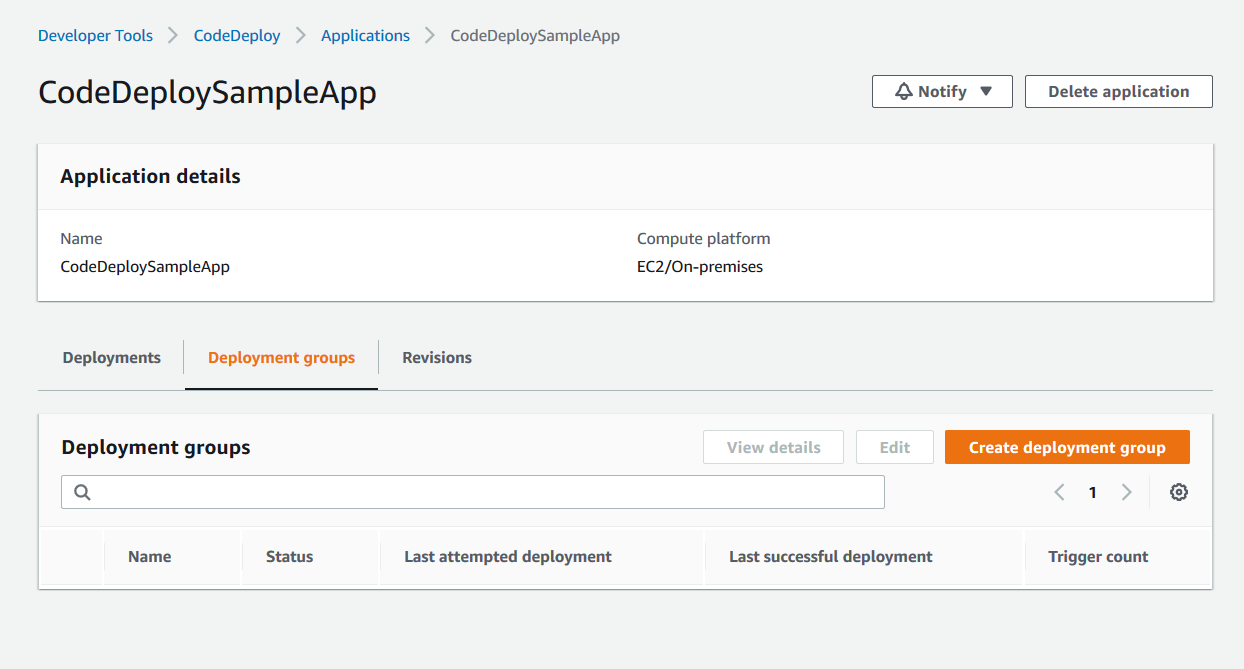 Developer Tools > CodeDeploy > Applications > CodeDeploySampleApp
CodeDeploySampleApp
Notify ▼ Delete application
Application details
Name Compute platform
CodeDeploySampleApp EC2/On-premises
Deployments Deployment groups Revisions
Deployment groups View details Edit Create deployment group
1
Name Status Last attempted deployment Last successful deployment Trigger count